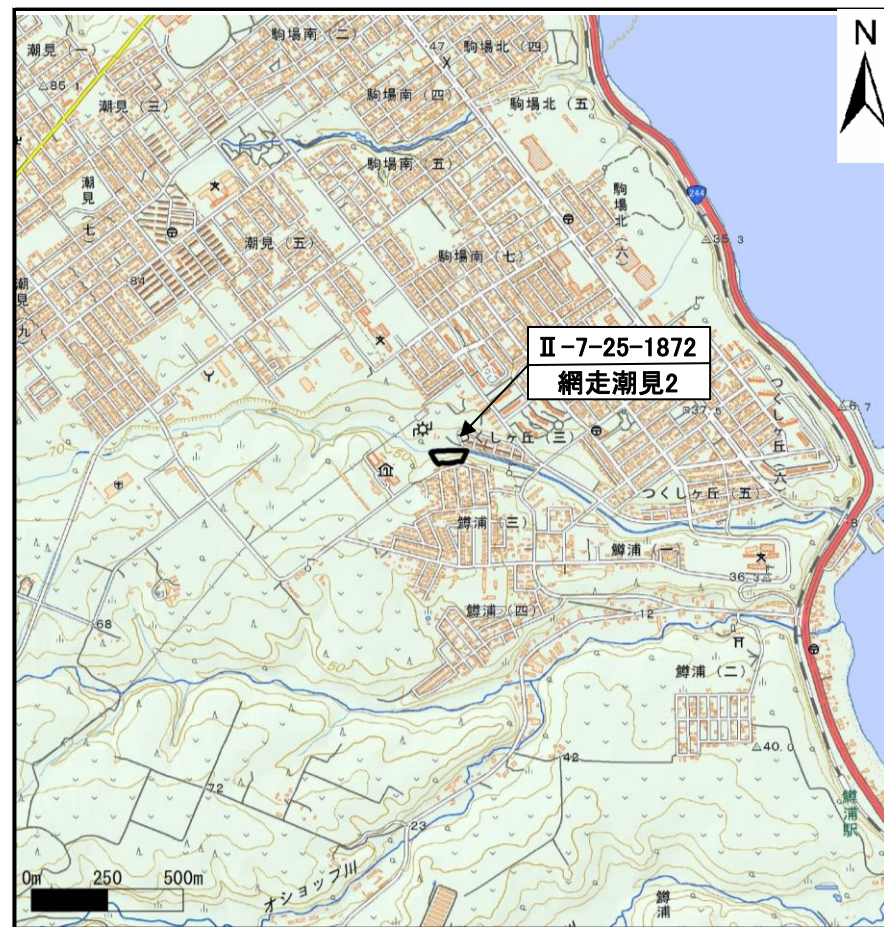 N
潮見(一)
駒場南(二)
47
駒場北(四)
△85.1
潮見(三)
駒場南(四)
駒場北(五)
駒場南(五)
244
潮見(七)
駒場北(六)
潮見(五)
駒場南(七)
△35.3
84
潮見(九)
Ⅱ-7-25-1872
網走潮見2
つくしヶ丘(三)
37.5
△6.7
つくしヶ丘(六)
70
50
つくしヶ丘(五)
8
鱒浦(三)
鱒浦(一)
36.3△
68
鱒浦(四)
12
50
鱒浦(二)
△40.0
42
72
鱒浦駅
23
オショップ川
鱒浦
0m 250 500m